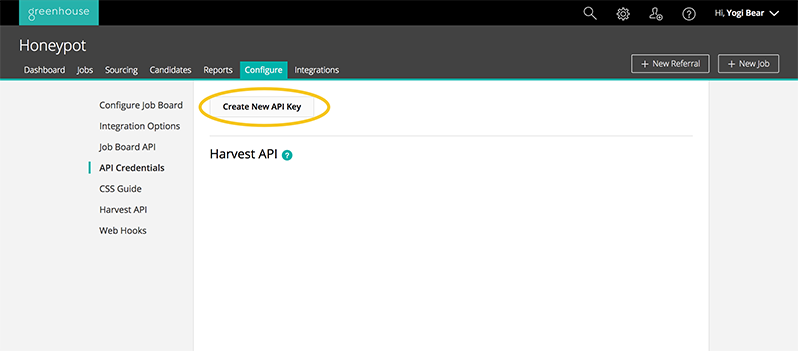 greenhouse
Hi, Yogi Bear
Honeypot
Dashboard Jobs Sourcing Candidates Reports Configure Integrations
+ New Referral + New Job
Configure Job Board
Integration Options
Job Board API
API Credentials
CSS Guide
Harvest API
Web Hooks
Create New API Key
Harvest API ?